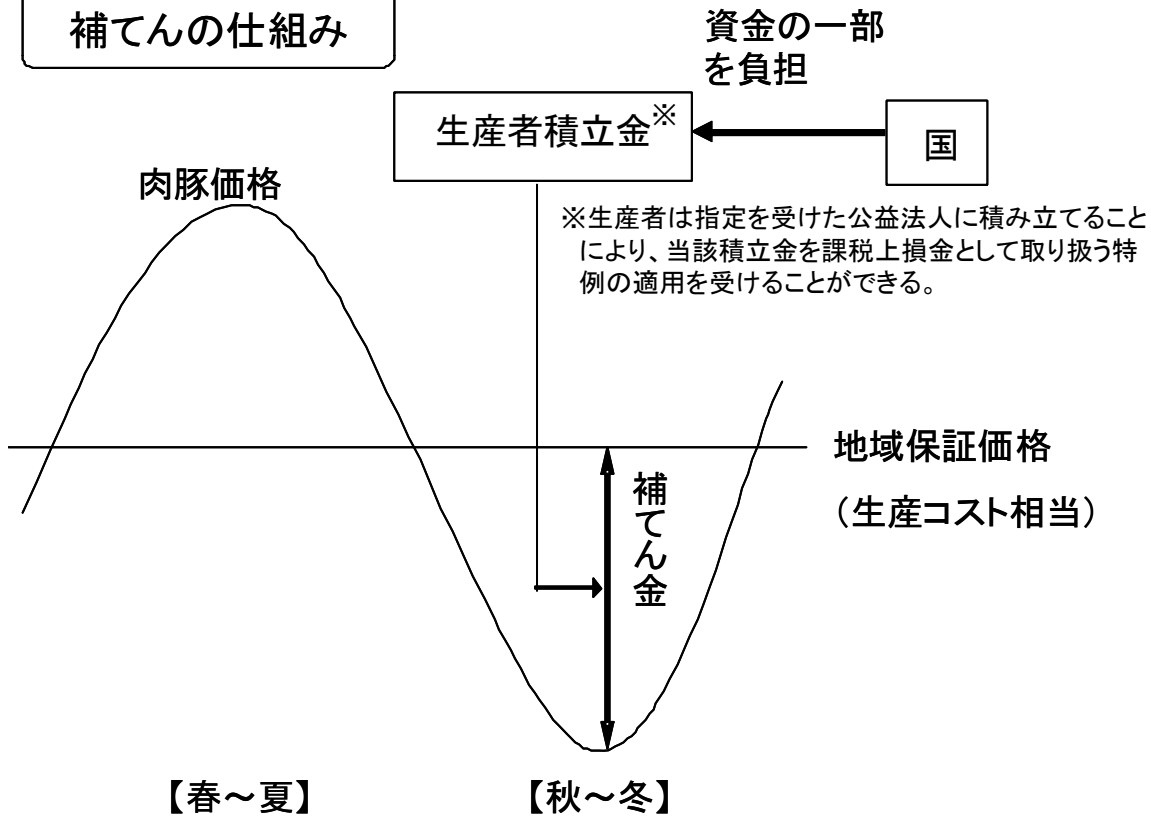 補てんの仕組み
資金の一部
を負担
生産者積立金※
国
肉豚価格
※生産者は指定を受けた公益法人に積み立てること
により、当該積立金を課税上損金として取り扱う特
例の適用を受けることができる。
地域保証価格
（生産コスト相当）
補てん金
【春～夏】
【秋～冬】